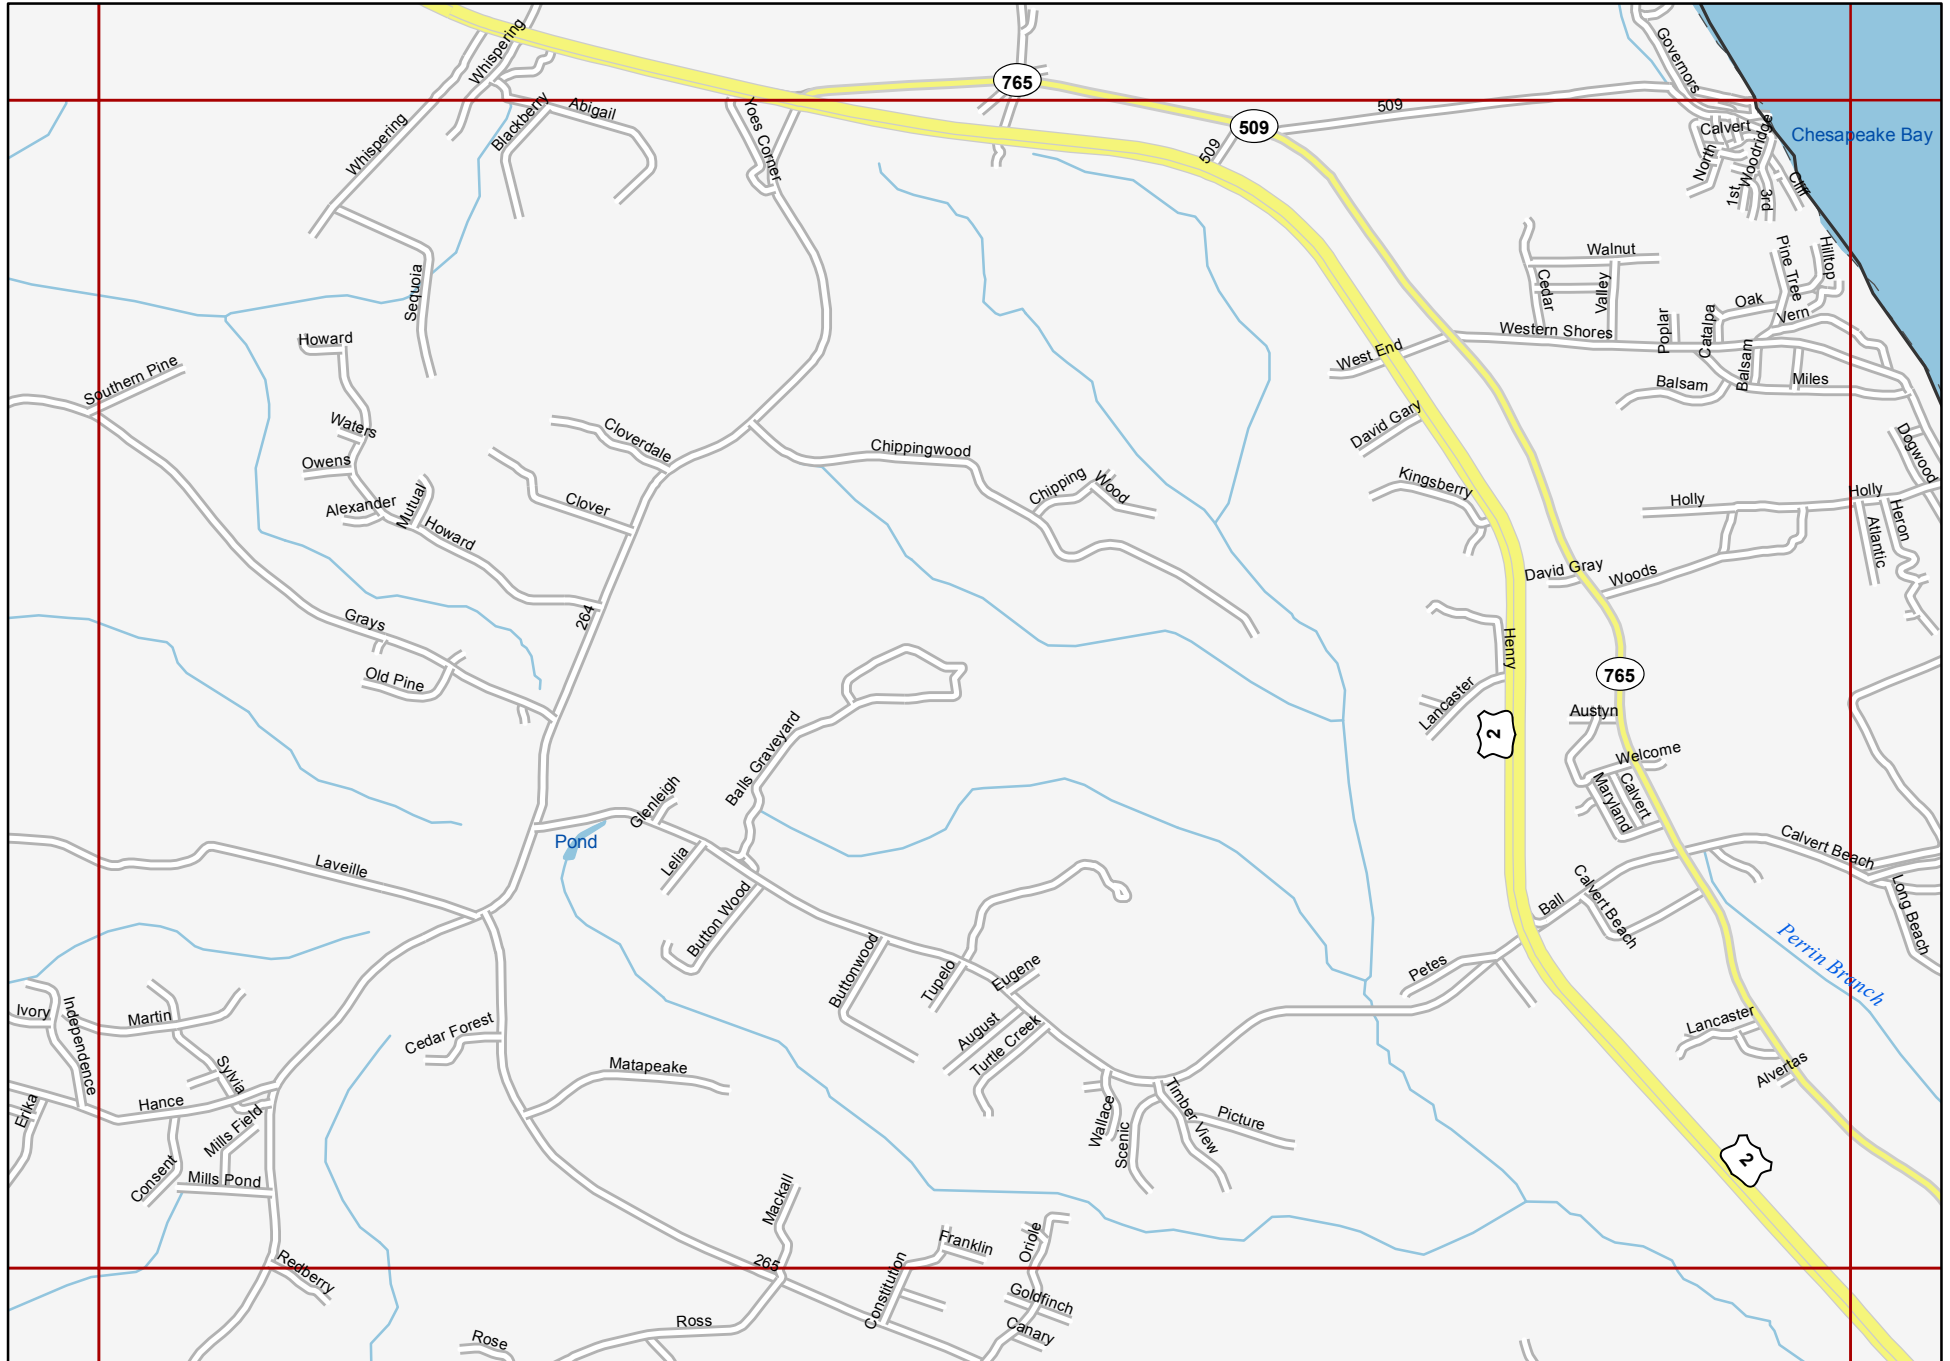 Whispering
765
Governors
Blackberry
Abigail
Yoes Corner
509
509
509
Whispering
Calvert
Chesapeake Bay
Woodridge
North
1st
3rd
Cliff
Walnut
Pine Tree
Hilltop
Sequoia
Cedar
Valley
Oak
Vern
Poplar
Catalpa
Western Shores
Howard
West End
Balsam
Southern Pine
Balsam
Miles
Waters
Cloverdale
David Gary
Chippingwood
Dogwood
Owens
Chipping
Wood
Kingsberry
Alexander
Mutual
Clover
Holly
Holly
Heron
Atlantic
Howard
David Gray
Woods
264
Grays
Henry
Old Pine
765
Lancaster
Austyn
2
Balls Graveyard
Welcome
Maryland
Calvert
Glenleigh
Pond
Calvert Beach
Laveille
Lelia
Button Wood
Ball
Calvert Beach
Long Beach
Buttonwood
Tupelo
Eugene
Petes
Perrin Branch
Ivory
Independence
Martin
Cedar Forest
August
Turtle Creek
Lancaster
Sylvia
Matapeake
Alvertas
Hance
Erika
Mills Field
Wallace
Scenic
Timber View
Picture
Consent
Mills Pond
2
Mackall
Franklin
Oriole
265
Redberry
Constitution
Goldfinch
Ross
Canary
Rose